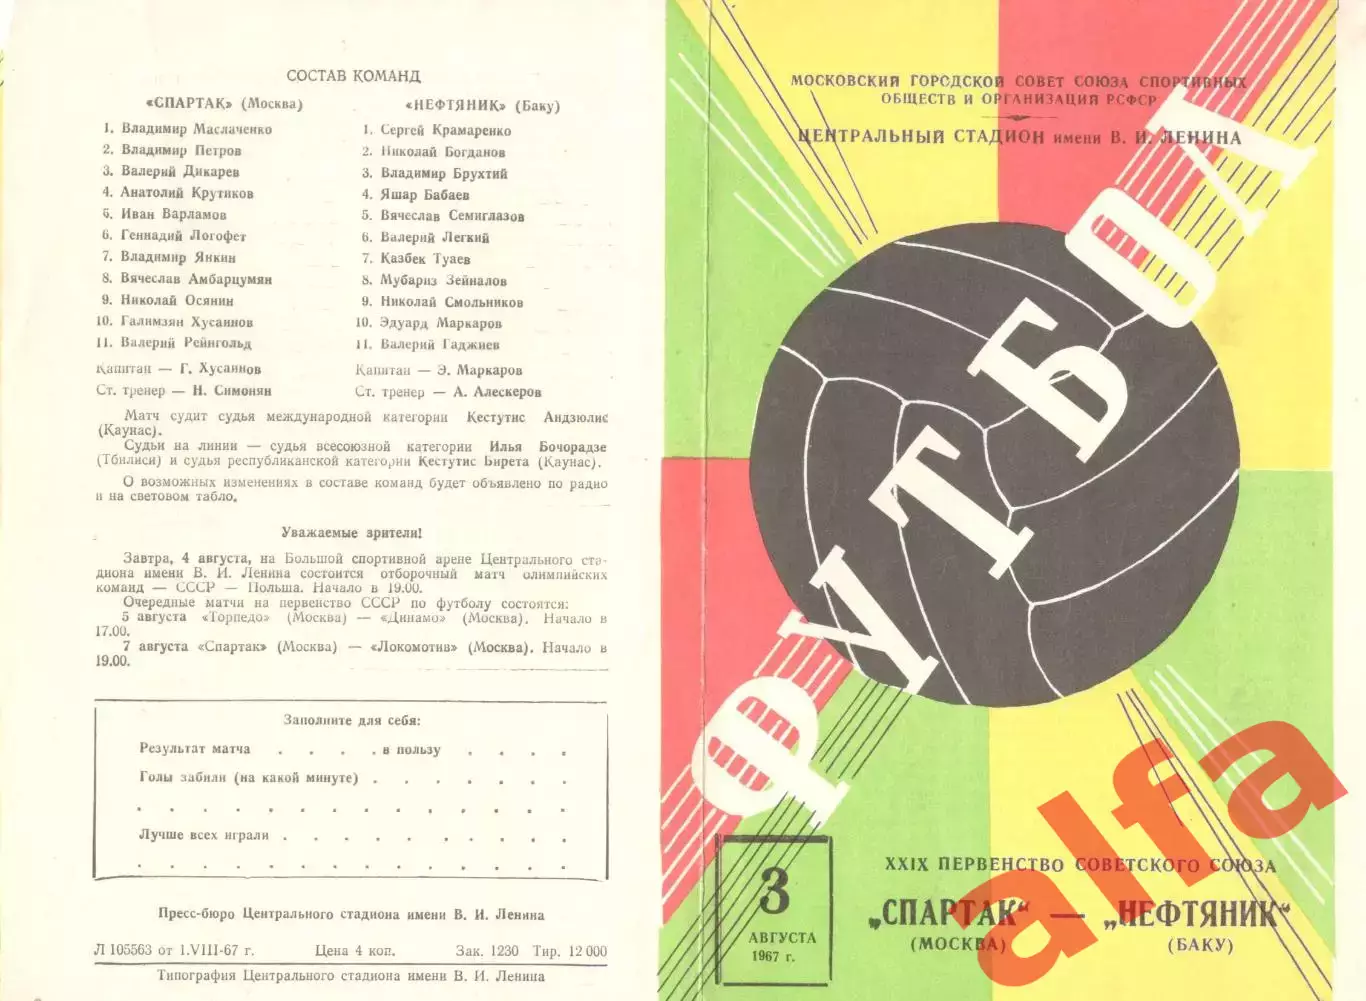 СОСТАВ КОМАНД
«СПАРТАК» (Москва)
1. Владимир Маслаченко
2. Владимир Петров
3. Валерий Дикарев
4. Анатолий Крутиков
5. Иван Варламов
6. Геннадий Логофет
7. Владимир Янкин
8. Вячеслав Амбарцумян
9. Николай Осянин
10. Галимзян Хусаинов
11. Валерий Рейнгольд
Капитан — Г. Хусаинов
Ст. тренер — Н. Симонян
«НЕФТЯНИК» (Баку)
1. Сергей Крамаренко
2. Николай Богданов
3. Владимир Брухтий
4. Яшар Бабаев
5. Вячеслав Семиглазов
6. Валерий Легкий
7. Казбек Туаев
8. Мубариз Зейналов
9. Николай Смольников
10. Эдуард Маркаров
11. Валерий Гаджиев
Капитан — Э. Маркаров
Ст. тренер — А. Алескеров
Матч судит судья международной категории Кестутис Андзюлис
(Каунас).
Судьи на линии — судья всесоюзной категории Илья Бочорадзе
(Тбилиси) и судья республиканской категории Кестутис Бирета (Каунас).
О возможных изменениях в составе команд будет объявлено по радио
и на световом табло.
Уважаемые зрители!
Завтра, 4 августа, на Большой спортивной арене Центрального ста-
диона имени В. И. Ленина состоится отборочный матч олимпийских
команд — СССР — Польша. Начало в 19.00.
Очередные матчи на первенство СССР по футболу состоятся:
5 августа «Торпедо» (Москва) — «Динамо» (Москва). Начало в
17.00.
7 августа «Спартак» (Москва) — «Локомотив» (Москва). Начало в
19.00.
Заполните для себя:
Результат матча . . . . в пользу . . . .
Голы забили (на какой минуте) . . . . . . .
. . . . . . . . . . . . . . .
Лучше всех играли . . . . . . . . . .
. . . . . . . . . . . . . . .
Пресс-бюро Центрального стадиона имени В. И. Ленина
Л 105563 от 1.VIII-67 г. Цена 4 коп. Зак. 1230 Тир. 12 000
Типография Центрального стадиона имени В. И. Ленина
МОСКОВСКИЙ ГОРОДСКОЙ СОВЕТ СОЮЗА СПОРТИВНЫХ
ОБЩЕСТВ И ОРГАНИЗАЦИЙ РСФСР
ЦЕНТРАЛЬНЫЙ СТАДИОН имени В. И. ЛЕНИНА
ФУТБОЛ
3
АВГУСТА
1967 г.
XXIX ПЕРВЕНСТВО СОВЕТСКОГО СОЮЗА
„СПАРТАК“ — „НЕФТЯНИК“
(МОСКВА) (БАКУ)
alfa